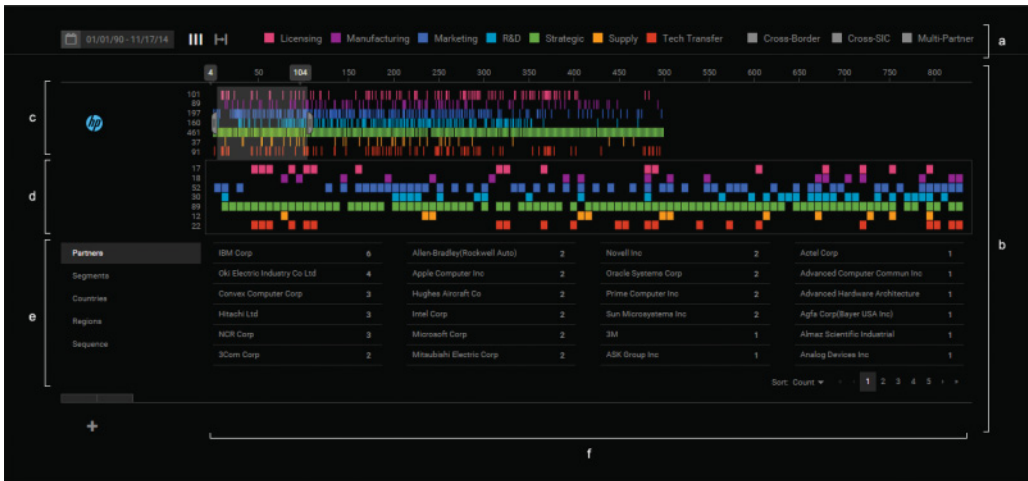 01/01/90 - 11/17/14 Licensing Manufacturing Marketing R&D Strategic Supply Tech Transfer Cross-Border Cross-SIC Multi-Partner a
4 50 104 150 200 250 300 350 400 450 500 550 600 650 700 750 800
c
hp
101
89
197
160
461
37
91
d
17
18
52
30
89
12
22
b
e
Partners IBM Corp 6 Allen-Bradley(Rockwell Auto) 2 Novell Inc 2 Actel Corp 1
Segments Oki Electric Industry Co Ltd 4 Apple Computer Inc 2 Oracle Systems Corp 2 Advanced Computer Commun Inc 1
Countries Convex Computer Corp 3 Hughes Aircraft Co 2 Prime Computer Inc 2 Advanced Hardware Architecture 1
Regions Hitachi Ltd 3 Intel Corp 2 Sun Microsystems Inc 2 Agfa Corp(Bayer USA Inc) 1
Sequence NCR Corp 3 Microsoft Corp 2 3M 1 Almaz Scientific Industrial 1
3Com Corp 2 Mitsubishi Electric Corp 2 ASK Group Inc 1 Analog Devices Inc 1
Sort: Count 1 2 3 4 5
+
f